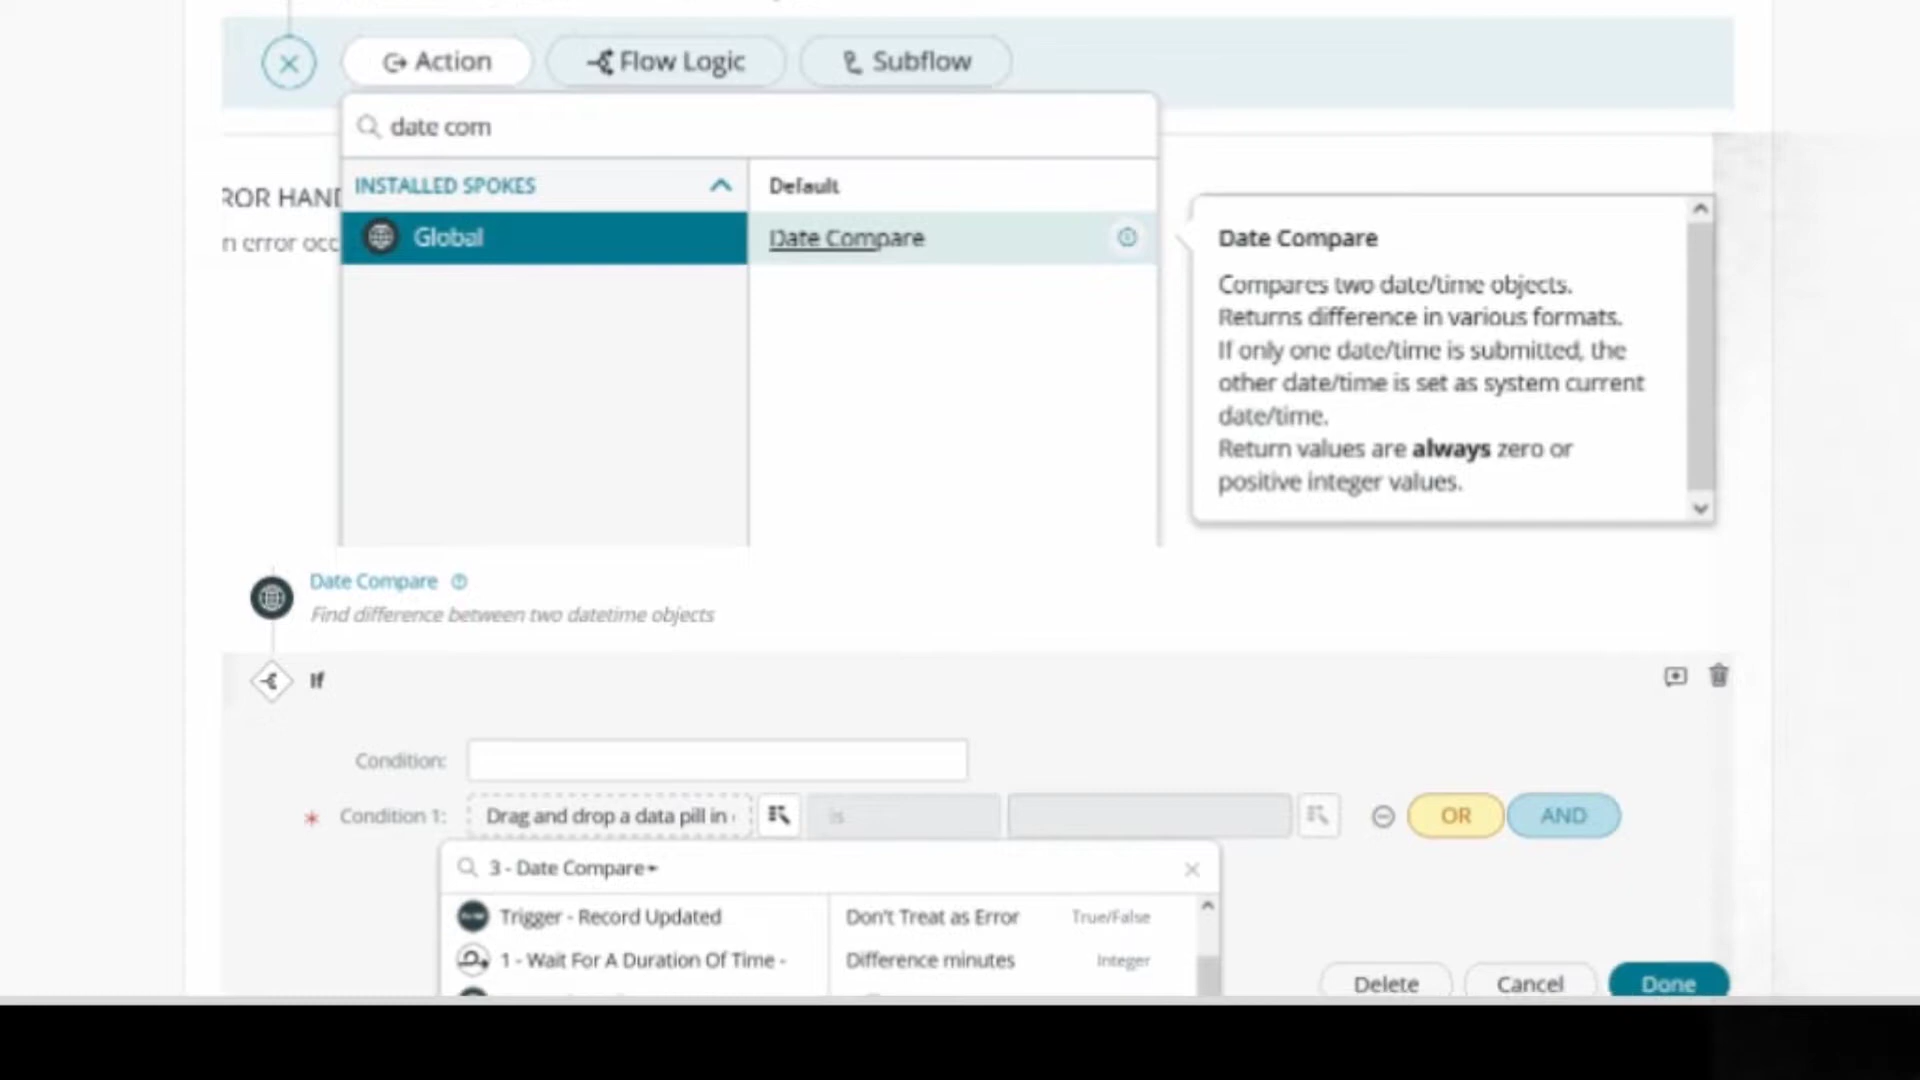 Action
Flow Logic
Subflow
date com
INSTALLED SPOKES
Default
ROR HAND
n error occ
Global
Date Compare
Date Compare
Compares two date/time objects.
Returns difference in various formats.
If only one date/time is submitted, the
other date/time is set as system current
date/time.
Return values are always zero or
positive integer values.
Date Compare
Find difference between two datetime objects
If
Condition:
* Condition 1: Drag and drop a data pill in is OR AND
3 - Date Compare
Trigger - Record Updated Don't Treat as Error True/False
1 - Wait For A Duration Of Time - Difference minutes Integer
Delete Cancel Done